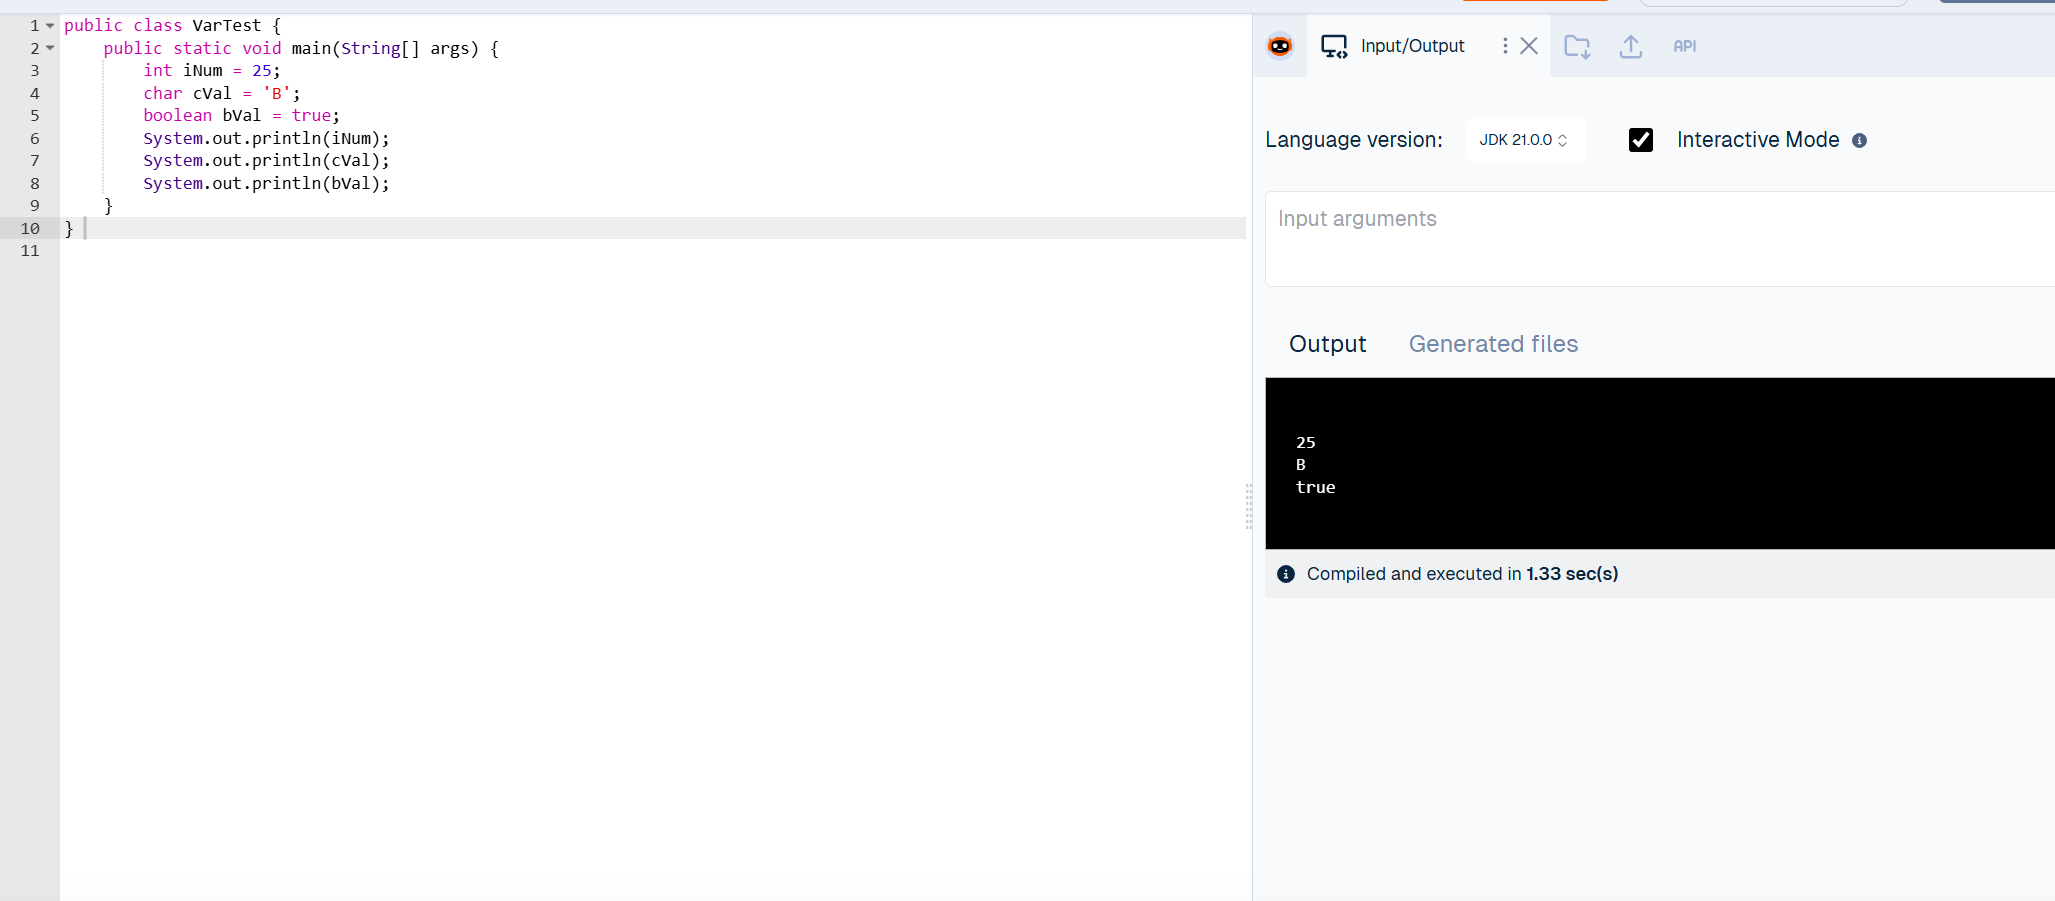 1 public class VarTest {
2 public static void main(String[] args) {
3 int iNum = 25;
4 char cVal = 'B';
5 boolean bVal = true;
6 System.out.println(iNum);
7 System.out.println(cVal);
8 System.out.println(bVal);
9 }
10 }
11
Input/Output API
Language version: JDK 21.0.0 Interactive Mode
Input arguments
Output Generated files
25
B
true
Compiled and executed in 1.33 sec(s)